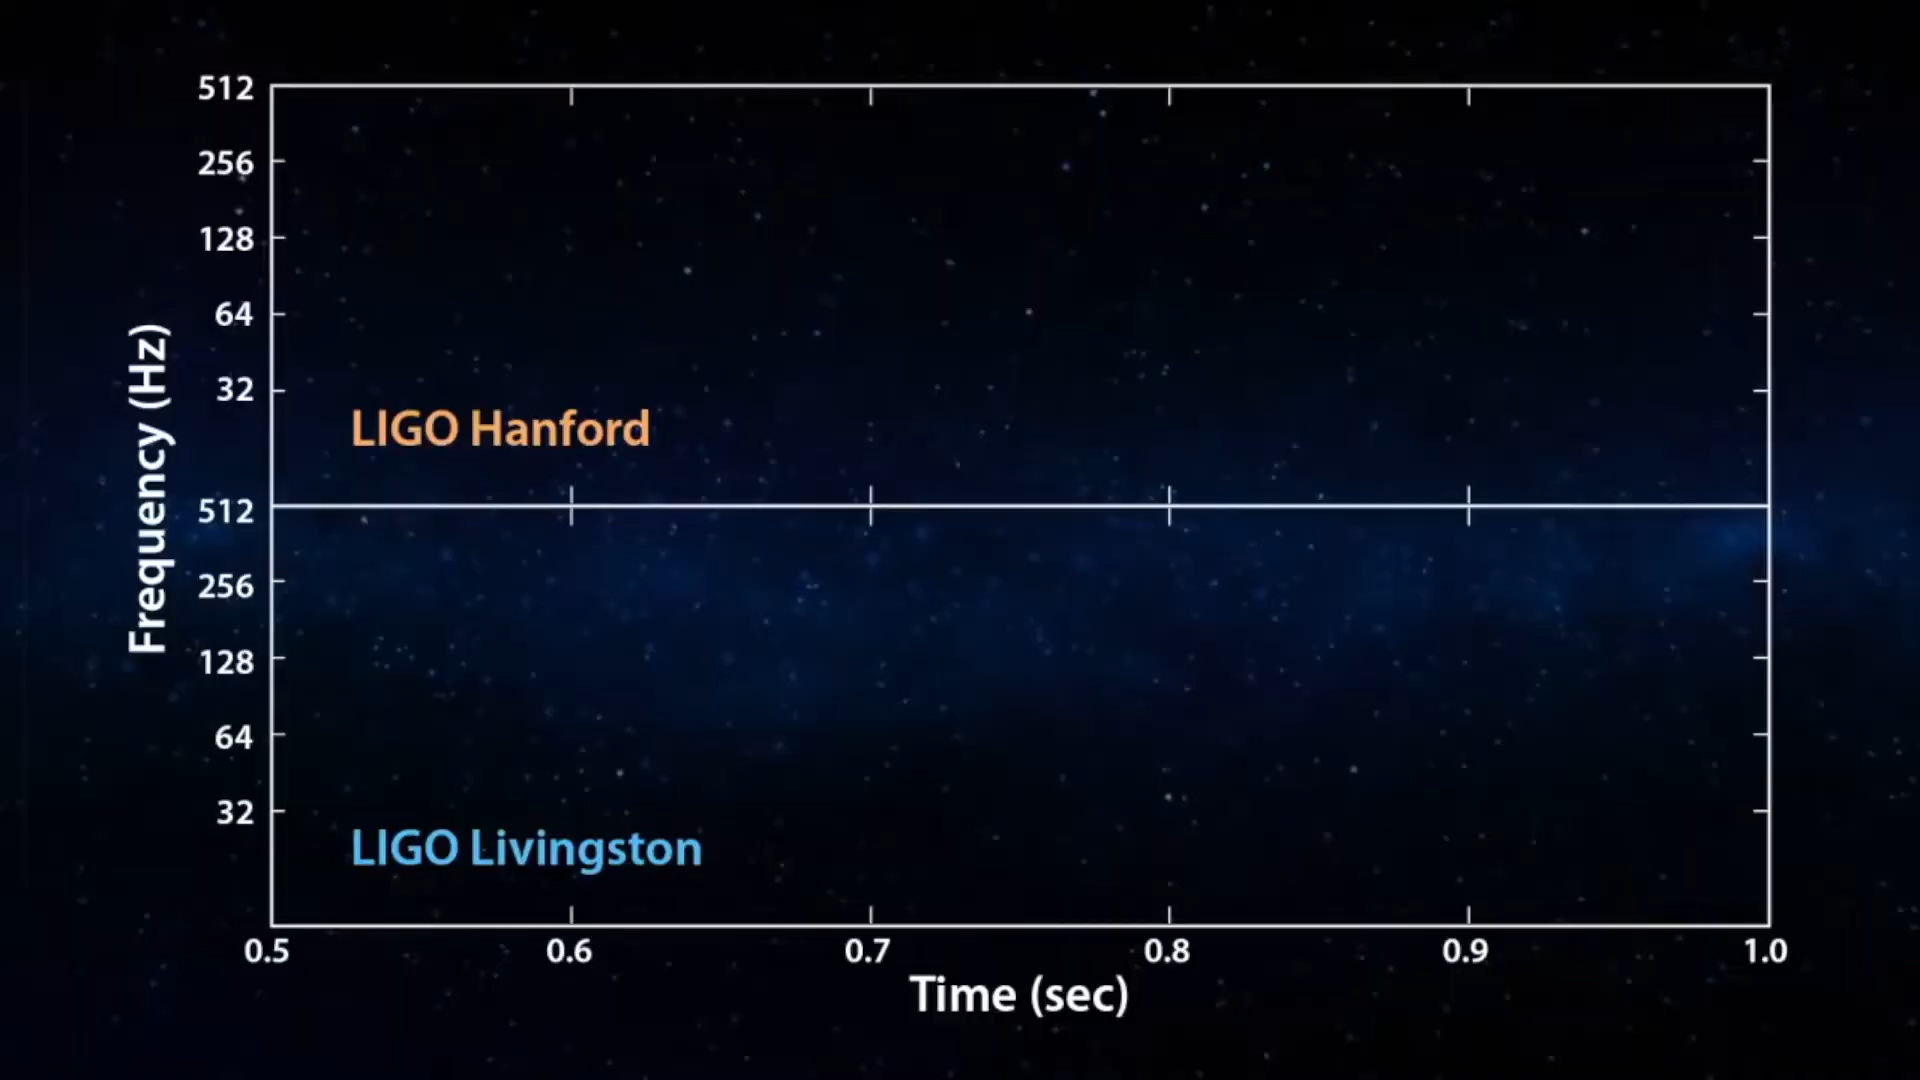 512
256
128
64
32
LIGO Hanford
Frequency (Hz)
512
256
128
64
32
LIGO Livingston
0.5 0.6 0.7 0.8 0.9 1.0
Time (sec)